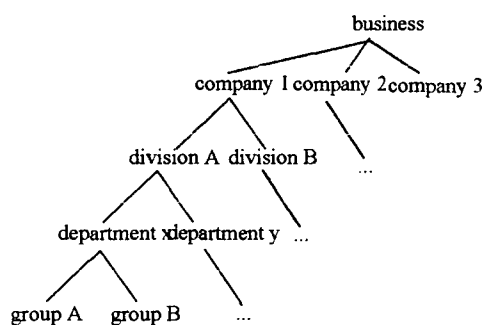 business
company 1 company 2 company 3
division A division B ...
department x department y ...
group A group B ...